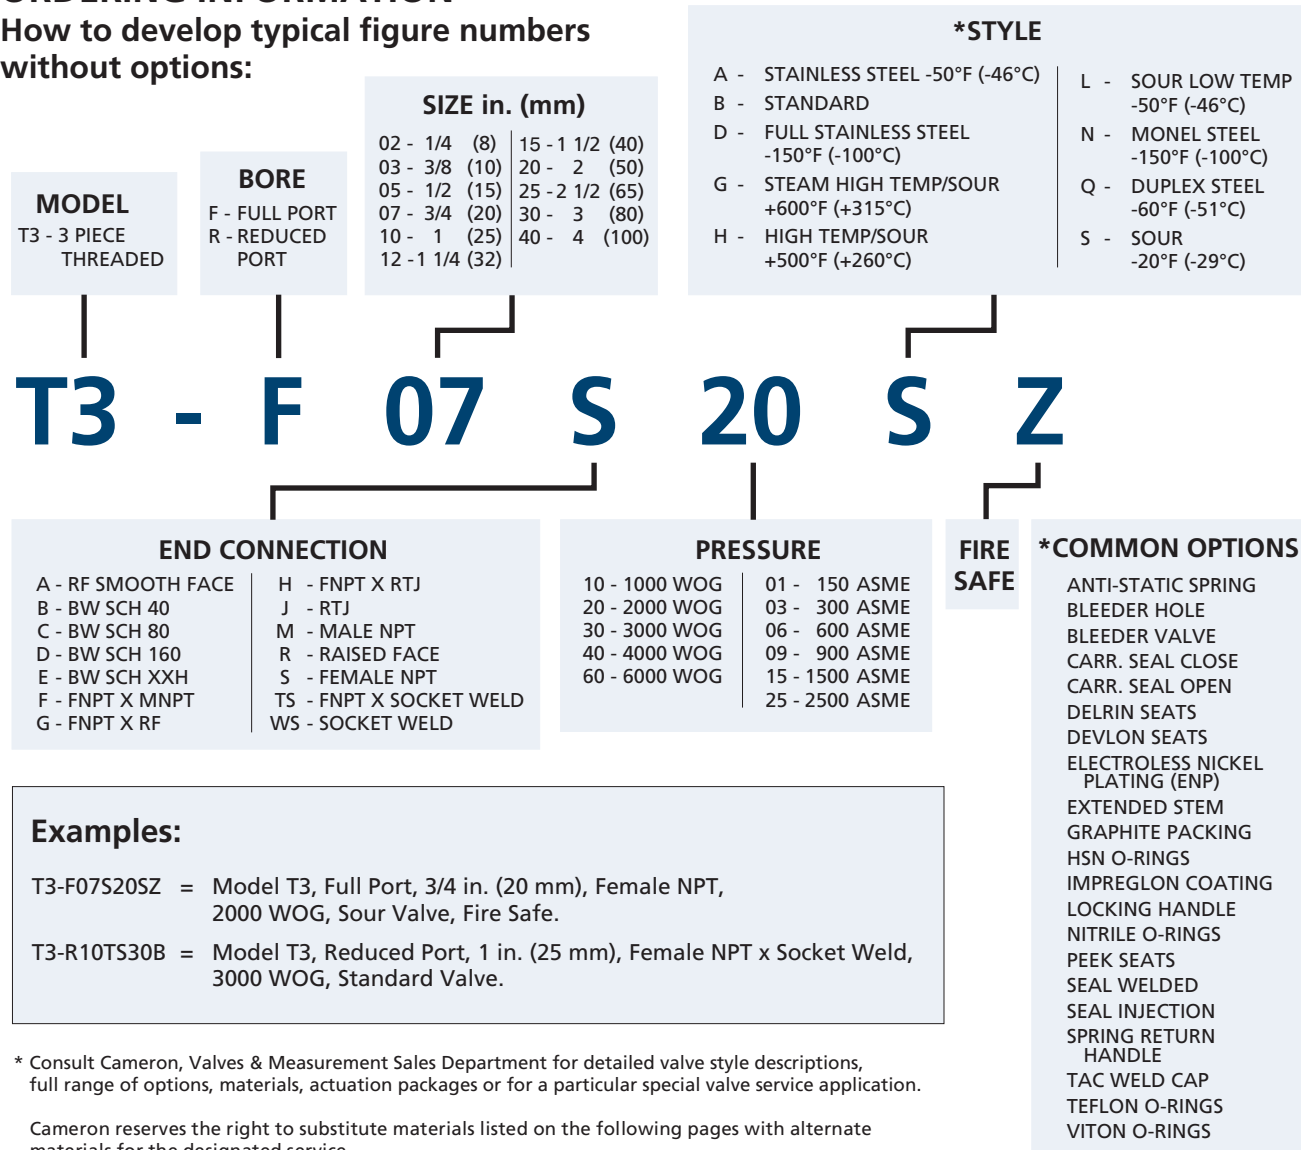 ORDERING INFORMATION
How to develop typical figure numbers
without options:
MODEL
T3 - 3 PIECE
THREADED
BORE
F - FULL PORT
R - REDUCED
PORT
SIZE in. (mm)
02 - 1/4 (8)
03 - 3/8 (10)
05 - 1/2 (15)
07 - 3/4 (20)
10 - 1 (25)
12 - 1 1/4 (32)
15 - 1 1/2 (40)
20 - 2 (50)
25 - 2 1/2 (65)
30 - 3 (80)
40 - 4 (100)
*STYLE
A - STAINLESS STEEL -50°F (-46°C)
B - STANDARD
D - FULL STAINLESS STEEL
-150°F (-100°C)
G - STEAM HIGH TEMP/SOUR
+600°F (+315°C)
H - HIGH TEMP/SOUR
+500°F (+260°C)
L - SOUR LOW TEMP
-50°F (-46°C)
N - MONEL STEEL
-150°F (-100°C)
Q - DUPLEX STEEL
-60°F (-51°C)
S - SOUR
-20°F (-29°C)
T3 - F 07 S 20 S Z
END CONNECTION
A - RF SMOOTH FACE
B - BW SCH 40
C - BW SCH 80
D - BW SCH 160
E - BW SCH XXH
F - FNPT X MNPT
G - FNPT X RF
H - FNPT X RTJ
J - RTJ
M - MALE NPT
R - RAISED FACE
S - FEMALE NPT
TS - FNPT X SOCKET WELD
WS - SOCKET WELD
PRESSURE
10 - 1000 WOG
20 - 2000 WOG
30 - 3000 WOG
40 - 4000 WOG
60 - 6000 WOG
01 - 150 ASME
03 - 300 ASME
06 - 600 ASME
09 - 900 ASME
15 - 1500 ASME
25 - 2500 ASME
FIRE
SAFE
*COMMON OPTIONS
ANTI-STATIC SPRING
BLEEDER HOLE
BLEEDER VALVE
CARR. SEAL CLOSE
CARR. SEAL OPEN
DELRIN SEATS
DEVLON SEATS
ELECTROLESS NICKEL
PLATING (ENP)
EXTENDED STEM
GRAPHITE PACKING
HSN O-RINGS
IMPREGLON COATING
LOCKING HANDLE
NITRILE O-RINGS
PEEK SEATS
SEAL WELDED
SEAL INJECTION
SPRING RETURN
HANDLE
TAC WELD CAP
TEFLON O-RINGS
VITON O-RINGS
Examples:
T3-F07S20SZ = Model T3, Full Port, 3/4 in. (20 mm), Female NPT,
2000 WOG, Sour Valve, Fire Safe.
T3-R10TS30B = Model T3, Reduced Port, 1 in. (25 mm), Female NPT x Socket Weld,
3000 WOG, Standard Valve.
* Consult Cameron, Valves & Measurement Sales Department for detailed valve style descriptions,
full range of options, materials, actuation packages or for a particular special valve service application.
Cameron reserves the right to substitute materials listed on the following pages with alternate
materials for the designated service.